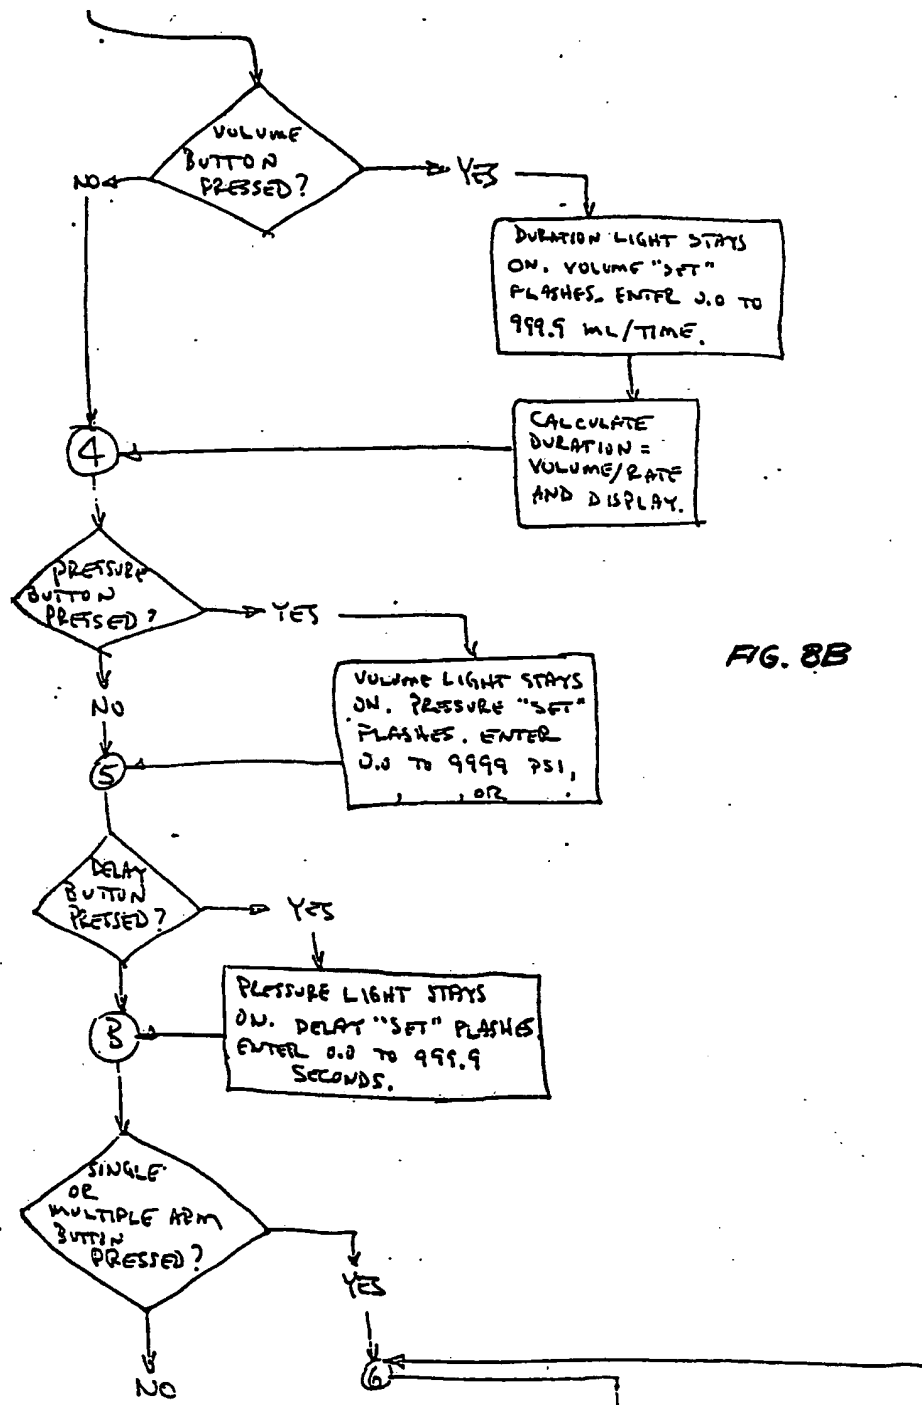 VOLUME
BUTTON
PRESSED?
NO
YES
DURATION LIGHT STAYS
ON. VOLUME "SET"
FLASHES. ENTER 0.0 TO
999.9 ML/TIME.
CALCULATE
DURATION =
VOLUME/RATE
AND DISPLAY.
4
PRESSURE
BUTTON
PRESSED?
YES
NO
VOLUME LIGHT STAYS
ON. PRESSURE "SET"
FLASHES. ENTER
0.0 TO 9999 PSI,
, , OR
FIG. 8B
5
DELAY
BUTTON
PRESSED?
YES
PRESSURE LIGHT STAYS
ON. DELAY "SET" FLASHES
ENTER 0.0 TO 999.9
SECONDS.
3
SINGLE
OR
MULTIPLE ARM
BUTTON
PRESSED?
YES
NO
6